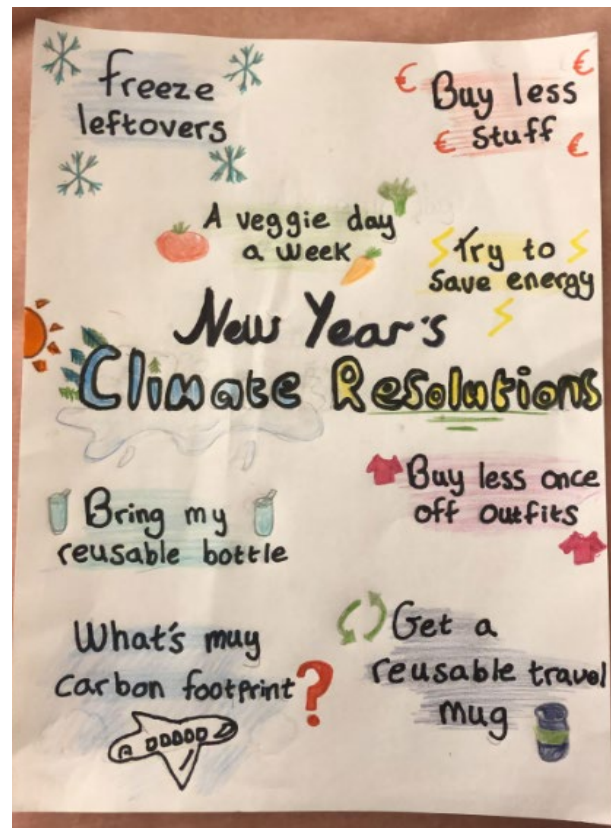 Freeze
leftovers
€ €
Buy less
€ stuff €
A veggie day
a week
Try to
save energy
New Year's
Climate Resolutions
Bring my
reusable bottle
Buy less once
off outfits
What's muy
carbon footprint?
Get a
reusable travel
mug